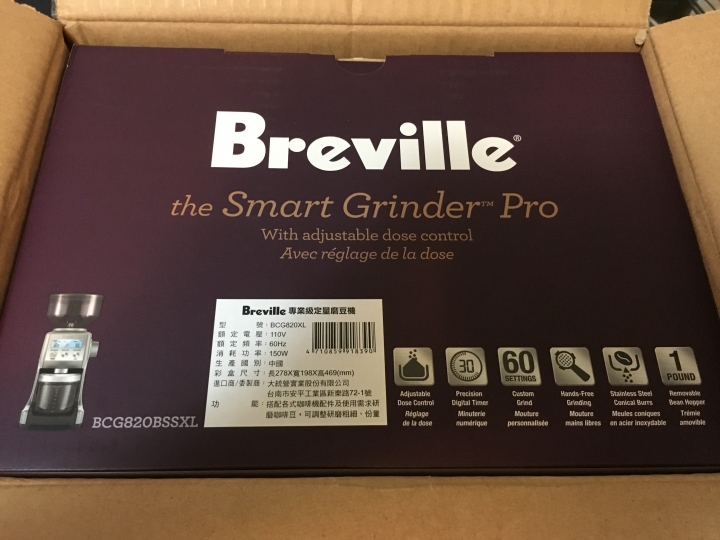 Breville®
the Smart Grinder™ Pro
With adjustable dose control
Avec réglage de la dose
BCG820BSSXL
Breville 專業級定量磨豆機
型 號：BCG820XL
額定電壓：110V
額定頻率：60Hz
消耗功率：150W
生產國別：中國
彩盒尺寸：長278X寬198X高469(mm)
進口商/委製商：大統營實業股份有限公司
台南市安平工業區新樂路72-1號
功 能：搭配各式咖啡機配件及使用需求研
磨咖啡豆，可調整研磨粗細、份量
4710859918390
Adjustable
Dose Control
Réglage
de la dose
30
Precision
Digital Timer
Minuterie
numérique
60
SETTINGS
Custom
Grind
Mouture
personnalisée
Hands-Free
Grinding
Mouture
mains libres
Stainless Steel
Conical Burrs
Meules coniques
en acier inoxydable
1
POUND
Removable
Bean Hopper
Trémie
amovible